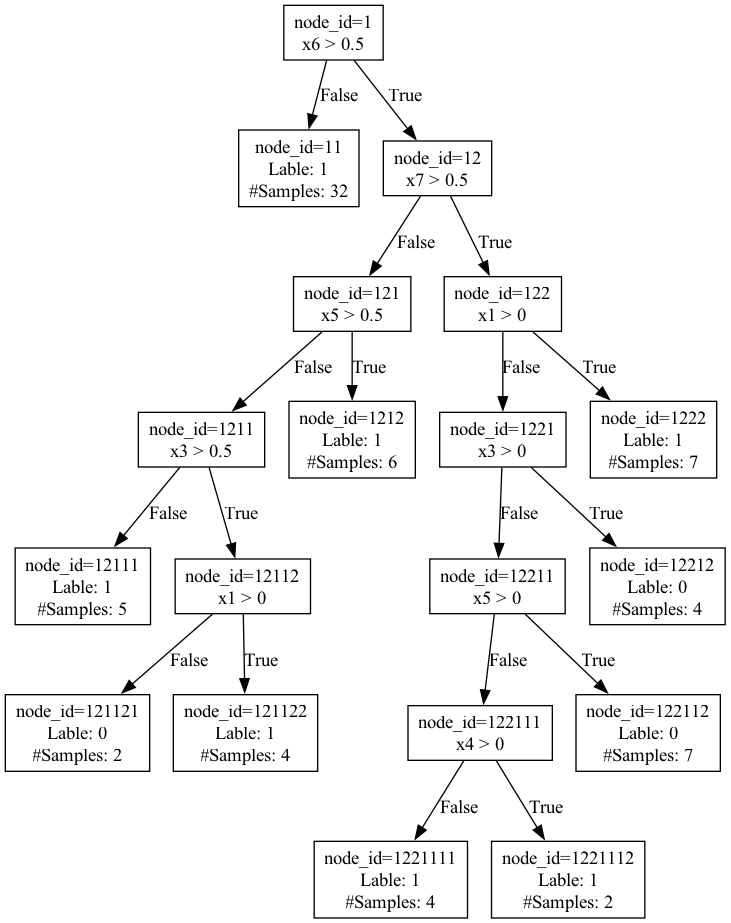 node_id=1
x6 > 0.5
False
True
node_id=11
Lable: 1
#Samples: 32
node_id=12
x7 > 0.5
False
True
node_id=121
x5 > 0.5
node_id=122
x1 > 0
False
True
False
True
node_id=1211
x3 > 0.5
node_id=1212
Lable: 1
#Samples: 6
node_id=1221
x3 > 0
node_id=1222
Lable: 1
#Samples: 7
False
True
False
True
node_id=12111
Lable: 1
#Samples: 5
node_id=12112
x1 > 0
node_id=12211
x5 > 0
node_id=12212
Lable: 0
#Samples: 4
False
True
False
True
node_id=121121
Lable: 0
#Samples: 2
node_id=121122
Lable: 1
#Samples: 4
node_id=122111
x4 > 0
node_id=122112
Lable: 0
#Samples: 7
False
True
node_id=1221111
Lable: 1
#Samples: 4
node_id=1221112
Lable: 1
#Samples: 2